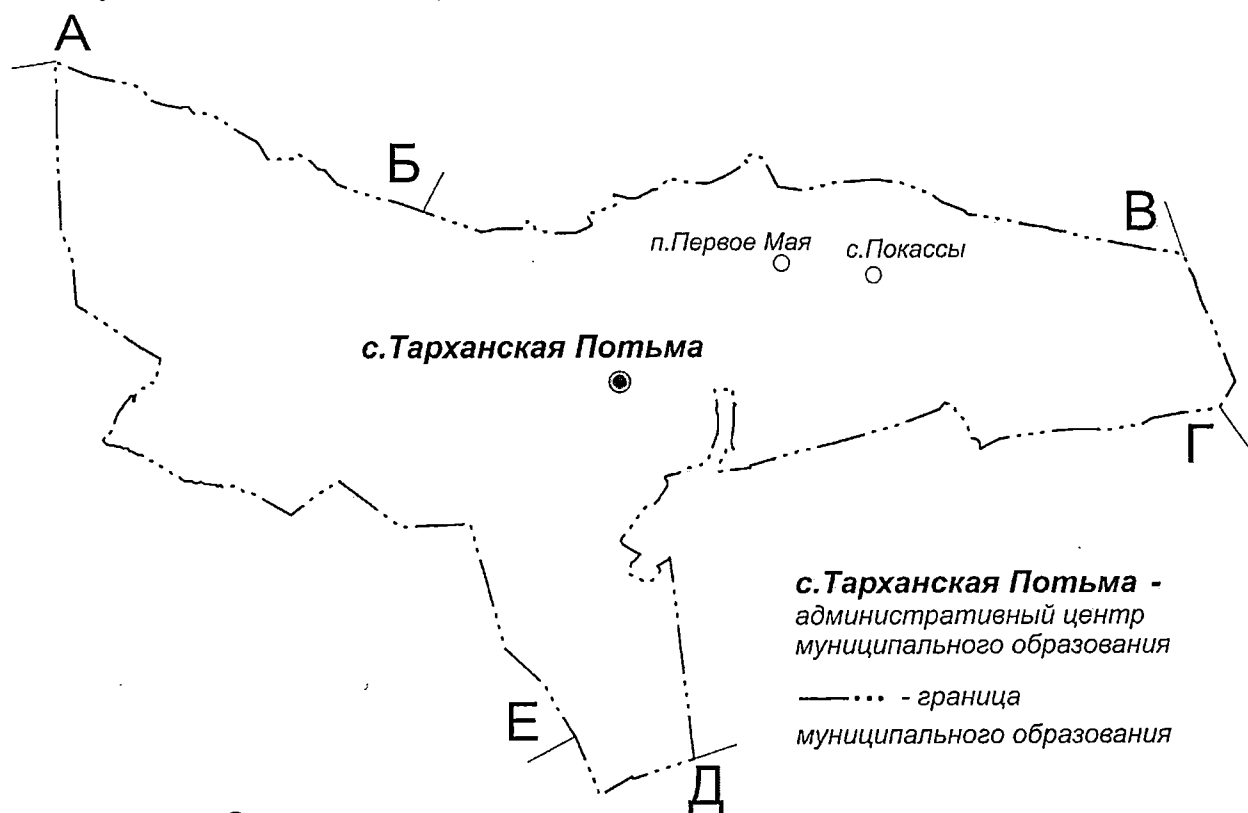 А
Б
В
п.Первое Мая
с.Покассы
с.Тарханская Потьма
Г
с.Тарханская Потьма -
административный центр
муниципального образования
- граница
муниципального образования
Е
Д